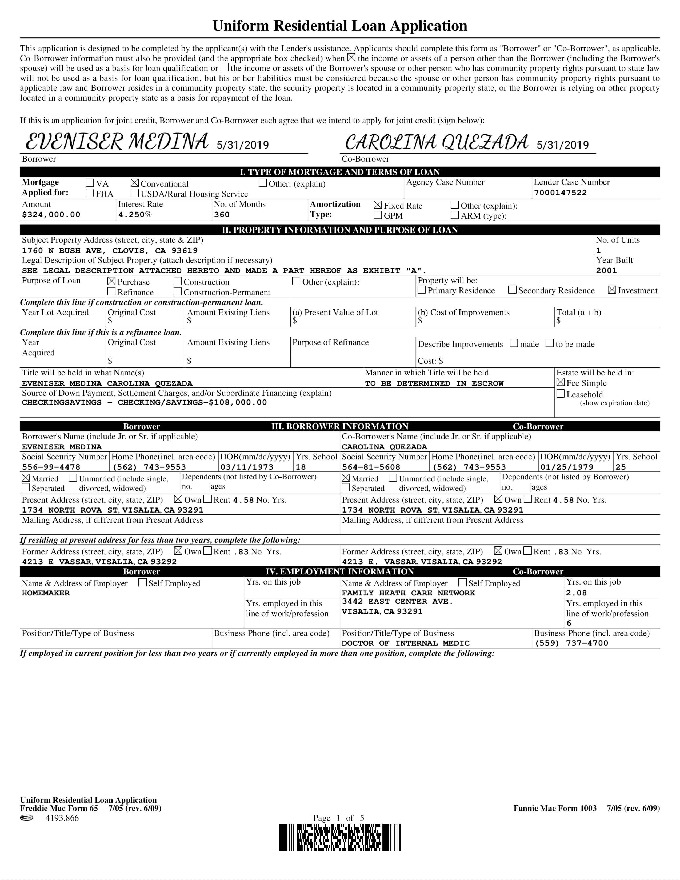 Uniform Residential Loan Application
This application is designed to be completed by the applicant(s) with the Lender's assistance. Applicants should complete this form as "Borrower" or "Co-Borrower", as applicable.
Co-Borrower information must also be provided (and the appropriate box checked) when ☒ the income or assets of a person other than the Borrower (including the Borrower's
spouse) will be used as a basis for loan qualification or ☐ the income or assets of the Borrower's spouse or other person who has community property rights pursuant to state law
will not be used as a basis for loan qualification, but his or her liabilities must be considered because the spouse or other person has community property rights pursuant to
applicable law and Borrower resides in a community property state, the security property is located in a community property state, or the Borrower is relying on other property
located in a community property state as a basis for repayment of the loan.
If this is an application for joint credit, Borrower and Co-Borrower each agree that we intend to apply for joint credit (sign below):
EVENISER MEDINA 5/31/2019 CAROLINA QUEZADA 5/31/2019
Borrower Co-Borrower
I. TYPE OF MORTGAGE AND TERMS OF LOAN
Mortgage ☐ VA ☒ Conventional ☐ Other: (explain) Agency Case Number Lender Case Number
Applied for: ☐ FHA ☐ USDA/Rural Housing Service 7000147522
Amount Interest Rate No. of Months Amortization ☒ Fixed Rate ☐ Other (explain):
$324,000.00 4.250% 360 Type: ☐ GPM ☐ ARM (type):
II. PROPERTY INFORMATION AND PURPOSE OF LOAN
Subject Property Address (street, city, state & ZIP) No. of Units
1760 N BUSH AVE, CLOVIS, CA 93619 1
Legal Description of Subject Property (attach description if necessary) Year Built
SEE LEGAL DESCRIPTION ATTACHED HERETO AND MADE A PART HEREOF AS EXHIBIT "A". 2001
Purpose of Loan ☒ Purchase ☐ Construction ☐ Other (explain): Property will be:
☐ Refinance ☐ Construction-Permanent ☐ Primary Residence ☐ Secondary Residence ☒ Investment
Complete this line if construction or construction-permanent loan.
Year Lot Acquired Original Cost Amount Existing Liens (a) Present Value of Lot (b) Cost of Improvements Total (a + b)
$ $ $ $ $
Complete this line if this is a refinance loan.
Year Original Cost Amount Existing Liens Purpose of Refinance Describe Improvements ☐ made ☐ to be made
Acquired
$ $ Cost: $
Title will be held in what Name(s) Manner in which Title will be held Estate will be held in:
EVENISER MEDINA CAROLINA QUEZADA TO BE DETERMINED IN ESCROW ☒ Fee Simple
Source of Down Payment, Settlement Charges, and/or Subordinate Financing (explain) ☐ Leasehold
CHECKINGSAVINGS - CHECKING/SAVINGS-$108,000.00 (show expiration date)
Borrower III. BORROWER INFORMATION Co-Borrower
Borrower's Name (include Jr. or Sr. if applicable) Co-Borrower's Name (include Jr. or Sr. if applicable)
EVENISER MEDINA CAROLINA QUEZADA
Social Security Number Home Phone(incl. area code) DOB(mm/dd/yyyy) Yrs. School Social Security Number Home Phone(incl. area code) DOB(mm/dd/yyyy) Yrs. School
556-99-4478 (562) 743-9553 03/11/1973 18 564-81-5608 (562) 743-9553 01/25/1979 25
☒ Married ☐ Unmarried (include single, Dependents (not listed by Co-Borrower) ☒ Married ☐ Unmarried (include single, Dependents (not listed by Borrower)
☐ Separated divorced, widowed) no. ages ☐ Separated divorced, widowed) no. ages
Present Address (street, city, state, ZIP) ☒ Own ☐ Rent 4.58 No. Yrs. Present Address (street, city, state, ZIP) ☒ Own ☐ Rent 4.58 No. Yrs.
1734 NORTH ROVA ST, VISALIA, CA 93291 1734 NORTH ROVA ST, VISALIA, CA 93291
Mailing Address, if different from Present Address Mailing Address, if different from Present Address
If residing at present address for less than two years, complete the following:
Former Address (street, city, state, ZIP) ☒ Own ☐ Rent .83 No. Yrs. Former Address (street, city, state, ZIP) ☒ Own ☐ Rent .83 No. Yrs.
4213 E VASSAR, VISALIA, CA 93292 4213 E. VASSAR, VISALIA, CA 93292
Borrower IV. EMPLOYMENT INFORMATION Co-Borrower
Name & Address of Employer ☐ Self Employed Yrs. on this job Name & Address of Employer ☐ Self Employed Yrs. on this job
HOMEMAKER FAMILY HEATH CARE NETWORK 2.08
Yrs. employed in this 3442 EAST CENTER AVE. Yrs. employed in this
line of work/profession VISALIA, CA 93291 line of work/profession
6
Position/Title/Type of Business Business Phone (incl. area code) Position/Title/Type of Business Business Phone (incl. area code)
DOCTOR OF INTERNAL MEDIC (559) 737-4700
If employed in current position for less than two years or if currently employed in more than one position, complete the following:
Uniform Residential Loan Application
Freddie Mac Form 65 7/05 (rev. 6/09) Fannie Mae Form 1003 7/05 (rev. 6/09)
4193.866 Page 1 of 5